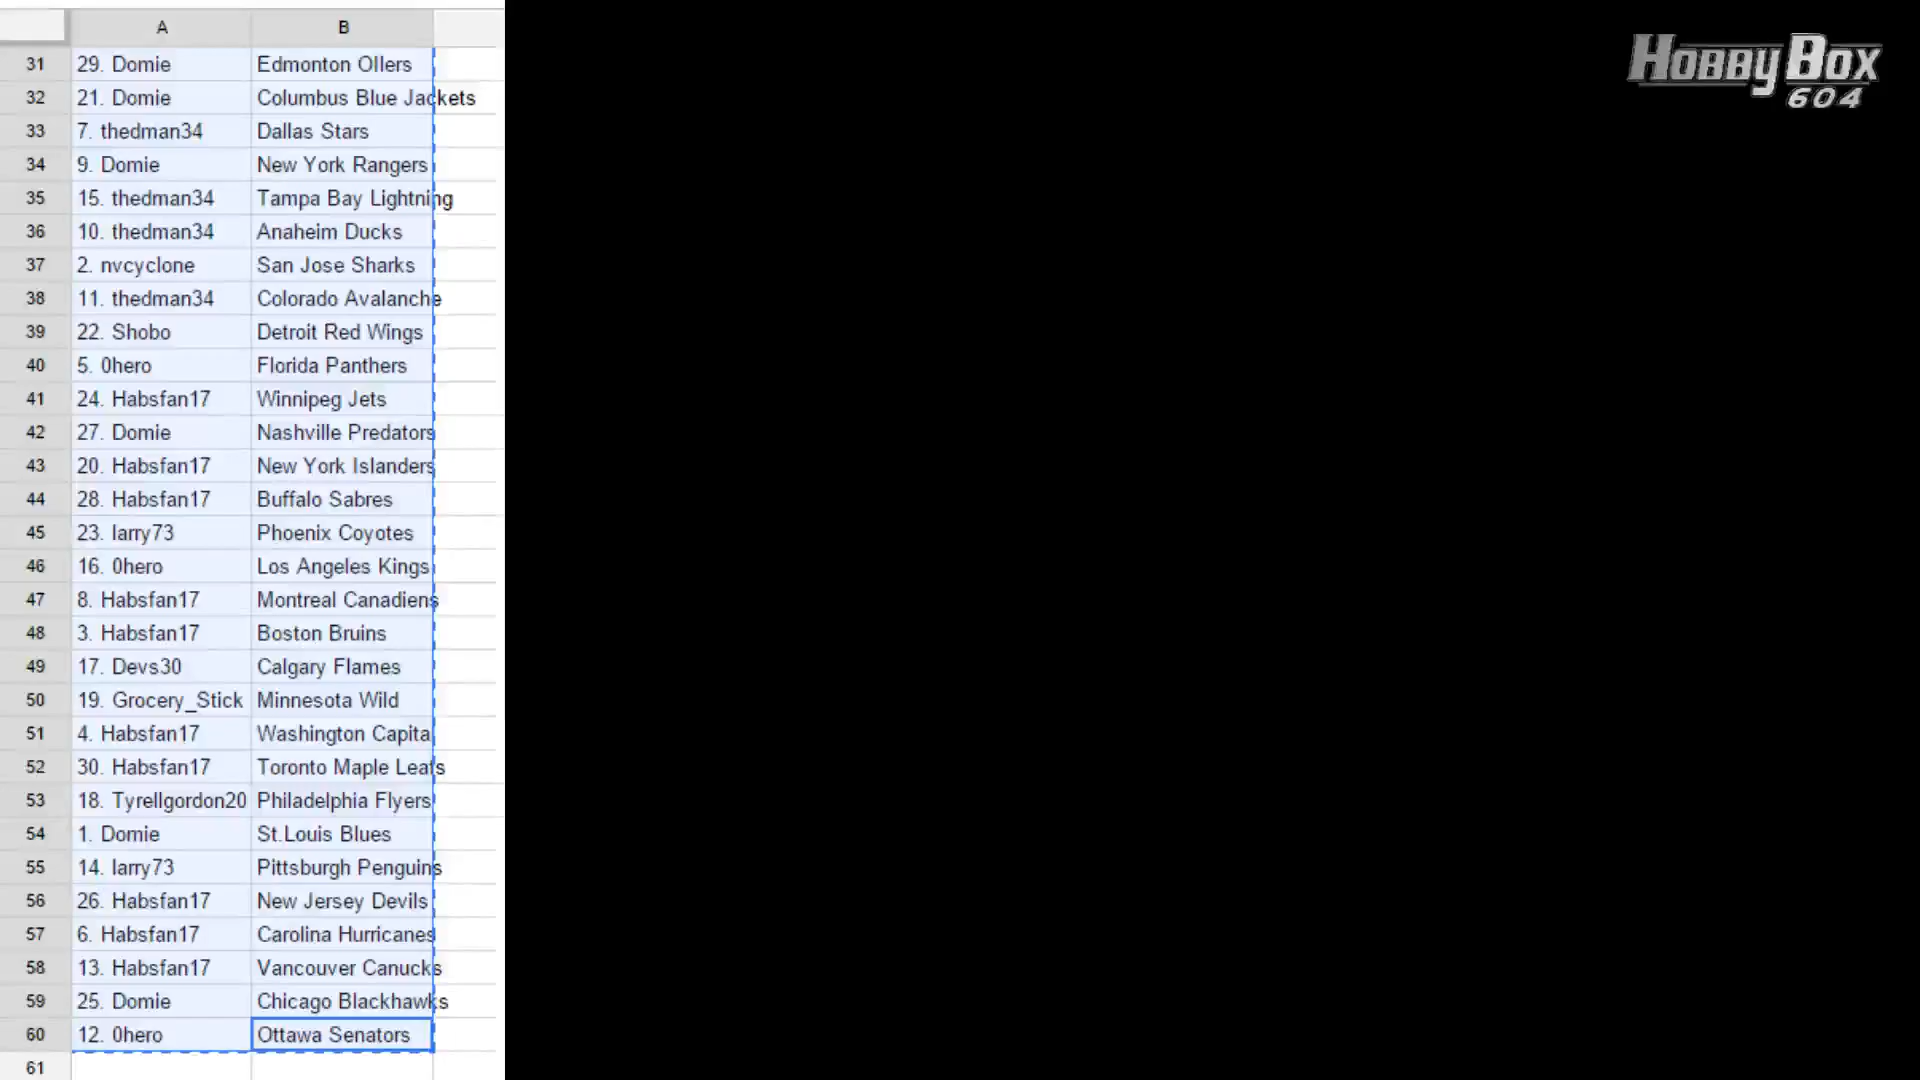 HOBBY BOX
604
A B
31 29. Domie Edmonton OIlers
32 21. Domie Columbus Blue Jackets
33 7. thedman34 Dallas Stars
34 9. Domie New York Rangers
35 15. thedman34 Tampa Bay Lightning
36 10. thedman34 Anaheim Ducks
37 2. nvcyclone San Jose Sharks
38 11. thedman34 Colorado Avalanche
39 22. Shobo Detroit Red Wings
40 5. 0hero Florida Panthers
41 24. Habsfan17 Winnipeg Jets
42 27. Domie Nashville Predators
43 20. Habsfan17 New York Islanders
44 28. Habsfan17 Buffalo Sabres
45 23. larry73 Phoenix Coyotes
46 16. 0hero Los Angeles Kings
47 8. Habsfan17 Montreal Canadiens
48 3. Habsfan17 Boston Bruins
49 17. Devs30 Calgary Flames
50 19. Grocery_Stick Minnesota Wild
51 4. Habsfan17 Washington Capita
52 30. Habsfan17 Toronto Maple Leafs
53 18. Tyrellgordon20 Philadelphia Flyers
54 1. Domie St.Louis Blues
55 14. larry73 Pittsburgh Penguins
56 26. Habsfan17 New Jersey Devils
57 6. Habsfan17 Carolina Hurricanes
58 13. Habsfan17 Vancouver Canucks
59 25. Domie Chicago Blackhawks
60 12. 0hero Ottawa Senators
61